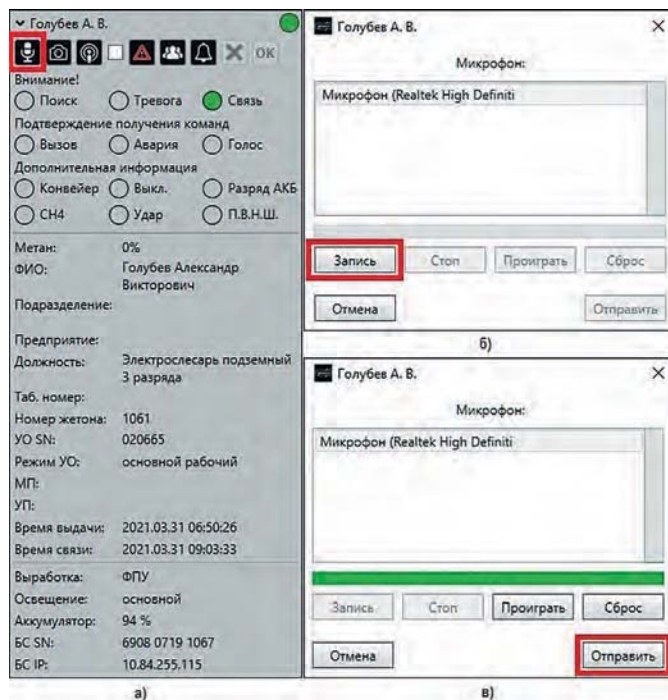 Голубев А. В.
OK
Внимание!
Поиск Тревога Связь
Подтверждение получения команд
Вызов Авария Голос
Дополнительная информация
Конвейер Выкл. Разряд АКБ
CH4 Удар П.В.Н.Ш.
Метан: 0%
ФИО: Голубев Александр
Викторович
Подразделение:
Предприятие:
Должность: Электрослесарь подземный
3 разряда
Таб. номер:
Номер жетона: 1061
УО SN: 020665
Режим УО: основной рабочий
МП:
УП:
Время выдачи: 2021.03.31 06:50:26
Время связи: 2021.03.31 09:03:33
Выработка: ФПУ
Освещение: основной
Аккумулятор: 94 %
БС SN: 6908 0719 1067
БС IP: 10.84.255.115
а)
Голубев А. В.
Микрофон:
Микрофон (Realtek High Definiti
Запись Стоп Проиграть Сброс
Отмена Отправить
б)
Голубев А. В.
Микрофон:
Микрофон (Realtek High Definiti
Запись Стоп Проиграть Сброс
Отмена Отправить
в)